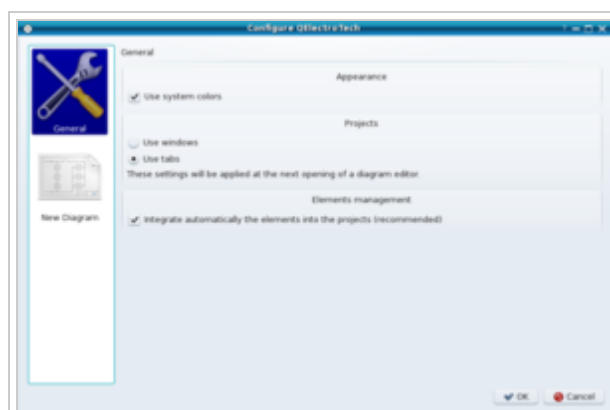 Configure QElectroTech
General
General
New Diagram
Appearance
Use system colors
Projects
Use windows
Use tabs
These settings will be applied at the next opening of a diagram editor
Elements management
Integrate automatically the elements into the projects (recommended)
OK
Cancel